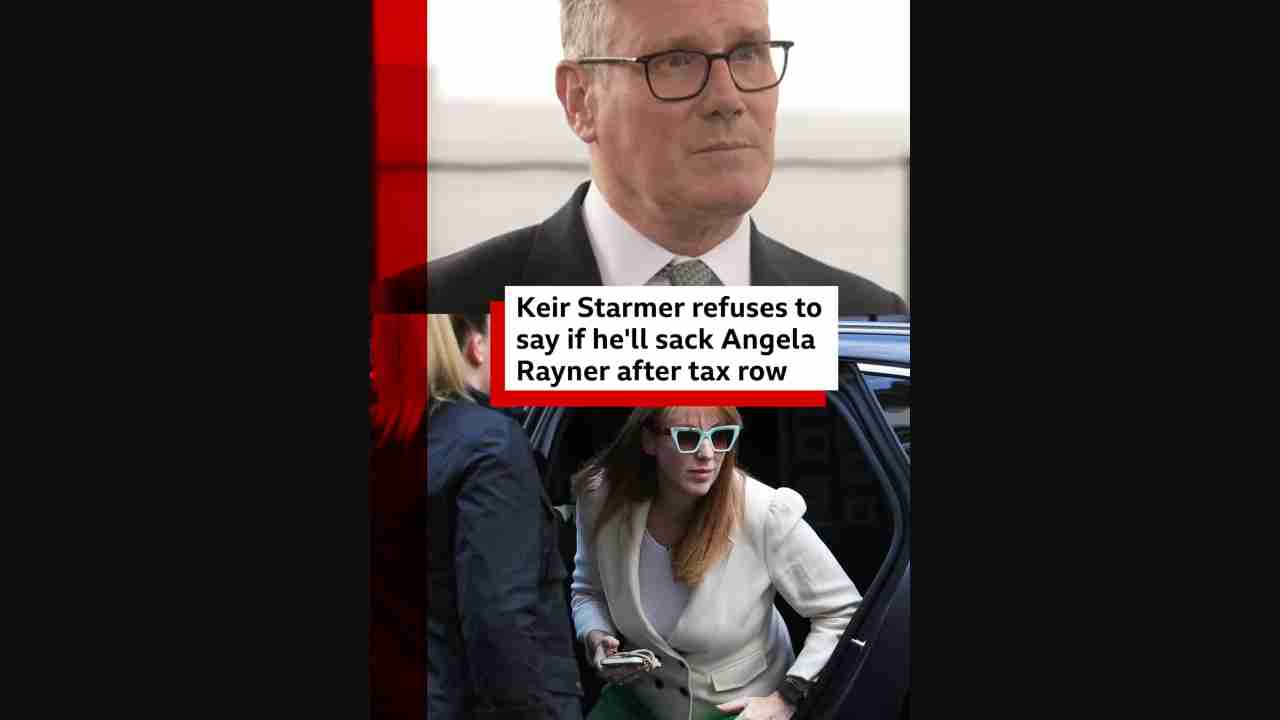 Keir Starmer refuses to
say if he'll sack Angela
Rayner after tax row